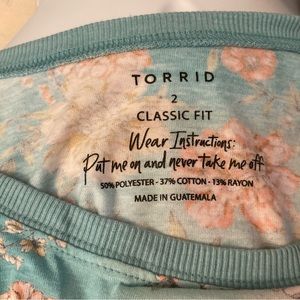 TORRID
2
CLASSIC FIT
Wear Instructions:
Put me on and never take me off
50% POLYESTER - 37% COTTON - 13% RAYON
MADE IN GUATEMALA